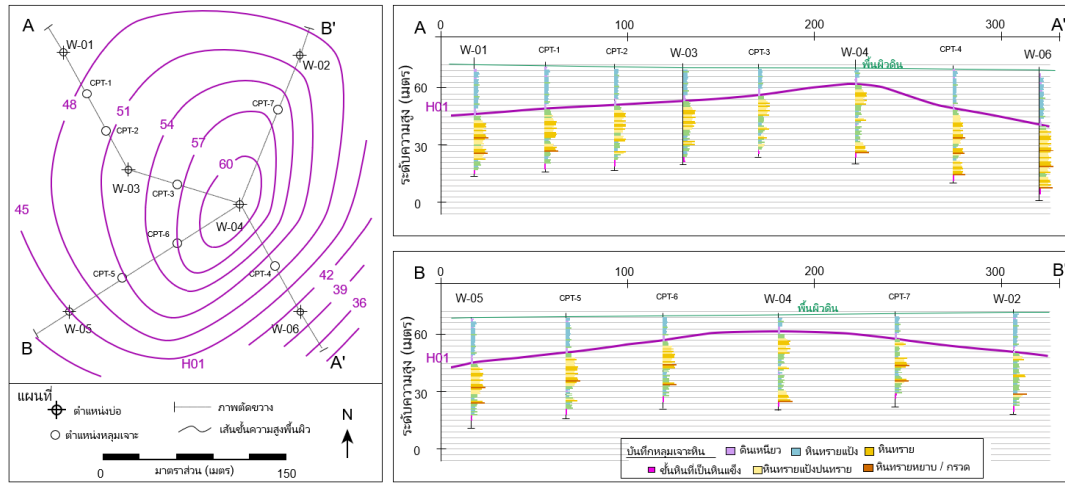 A
B'
W-01
W-02
CPT-1
48
51
CPT-7
54
CPT-2
57
60
W-03
CPT-3
45
W-04
CPT-6
CPT-5
CPT-4
42
39
36
W-05
W-06
B
H01
A'
แผนที่
ตำแหน่งบ่อ
ภาพตัดขวาง
ตำแหน่งหลุมเจาะ
เส้นชั้นความสูงพื้นผิว
N
0
150
มาตราส่วน (เมตร)
0
100
200
300
A
A'
W-01
CPT-1
CPT-2
W-03
CPT-3
W-04
CPT-4
W-06
พื้นผิวดิน
H01
ระดับความสูง (เมตร)
60
30
0
0
100
200
300
B
B'
W-05
CPT-5
CPT-6
W-04
CPT-7
W-02
พื้นผิวดิน
H01
ระดับความสูง (เมตร)
60
30
0
บันทึกหลุมเจาะหิน
ดินเหนียว
หินทรายแป้ง
หินทราย
ชั้นหินที่เป็นหินแข็ง
หินทรายแป้งปนทราย
หินทรายหยาบ / กรวด